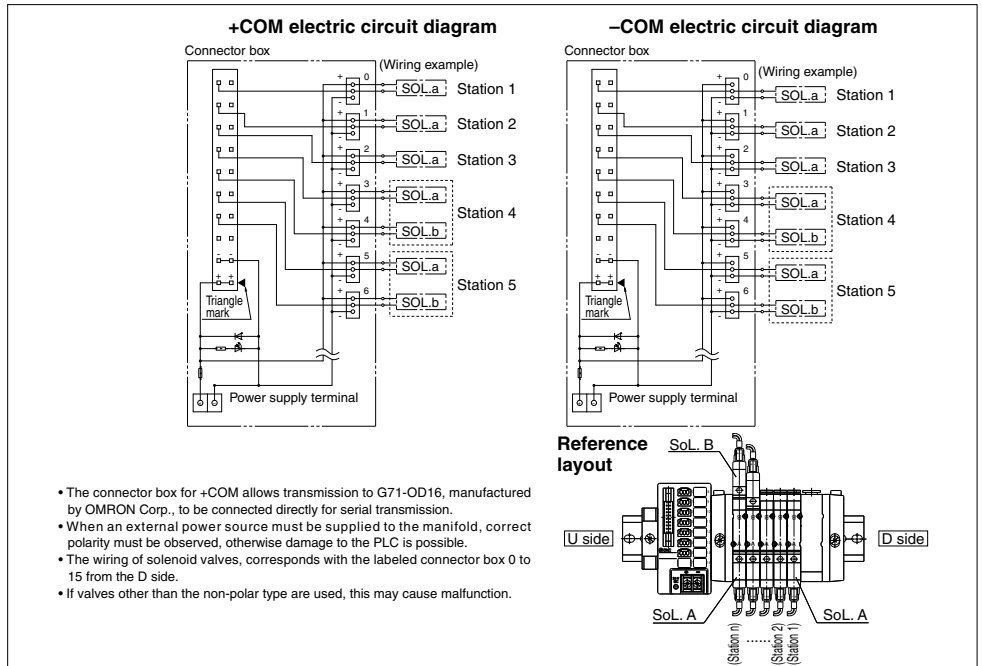 +COM electric circuit diagram
Connector box
(Wiring example)
+
0
-
SOL.a
Station 1
+
1
-
SOL.a
Station 2
+
2
-
SOL.a
Station 3
+
3
-
SOL.a
Station 4
+
4
-
SOL.b
+
5
-
SOL.a
Station 5
+
6
-
SOL.b
- -
+ +
Triangle
mark
Power supply terminal
–COM electric circuit diagram
Connector box
(Wiring example)
+
0
-
SOL.a
Station 1
+
1
-
SOL.a
Station 2
+
2
-
SOL.a
Station 3
+
3
-
SOL.a
Station 4
+
4
-
SOL.b
+
5
-
SOL.a
Station 5
+
6
-
SOL.b
- -
+ +
Triangle
mark
Power supply terminal
• The connector box for +COM allows transmission to G71-OD16, manufactured
by OMRON Corp., to be connected directly for serial transmission.
• When an external power source must be supplied to the manifold, correct
polarity must be observed, otherwise damage to the PLC is possible.
• The wiring of solenoid valves, corresponds with the labeled connector box 0 to
15 from the D side.
• If valves other than the non-polar type are used, this may cause malfunction.
Reference
layout
SoL. B
U side
D side
SoL. A
SoL. A
(Station n)
......
(Station 2)
(Station 1)